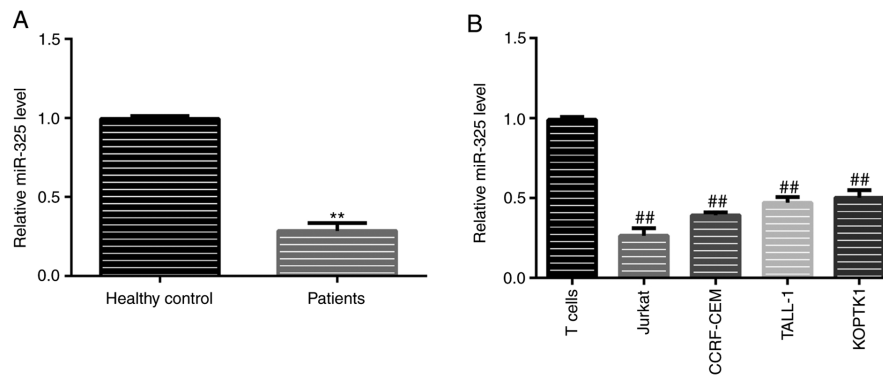 A
Relative miR-325 level
1.5
1.0
0.5
0.0
**
Healthy control
Patients
B
Relative miR-325 level
1.5
1.0
0.5
0.0
##
##
##
##
T cells
Jurkat
CCRF-CEM
TALL-1
KOPTK1